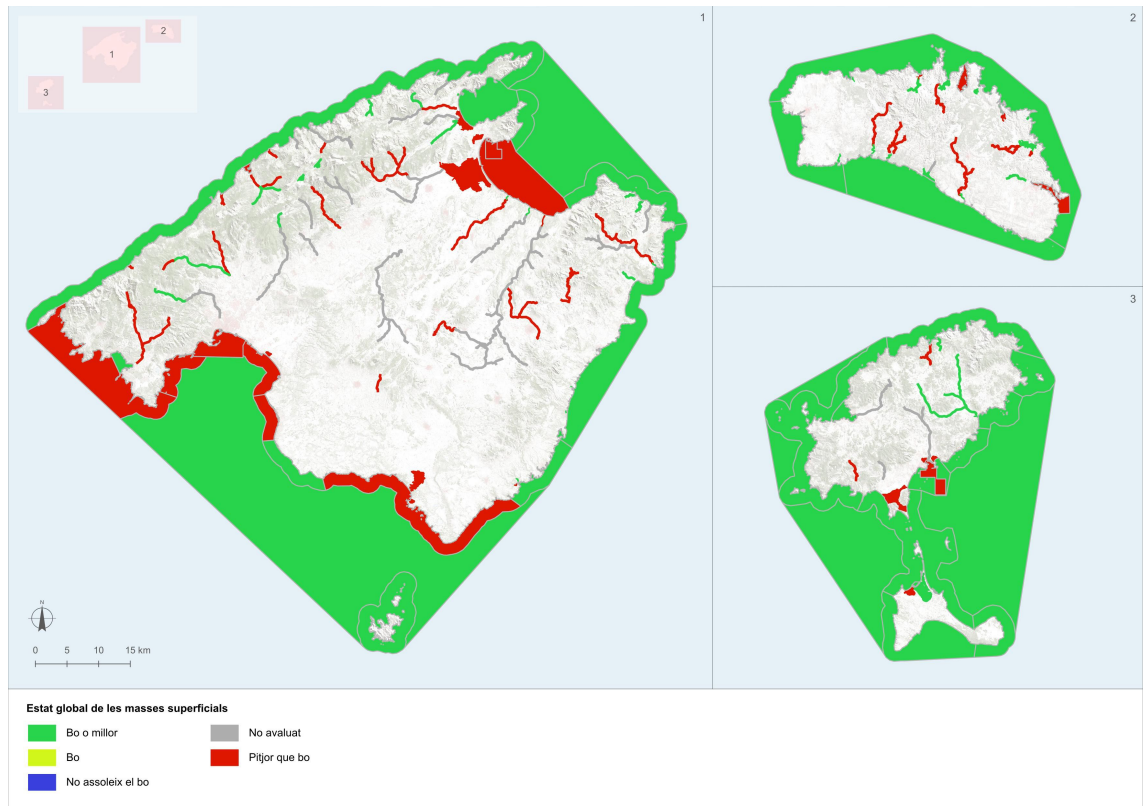 1
2
1
2
3
3
N
0 5 10 15 km
Estat global de les masses superficials
Bo o millor
No avaluat
Bo
Pitjor que bo
No assoleix el bo